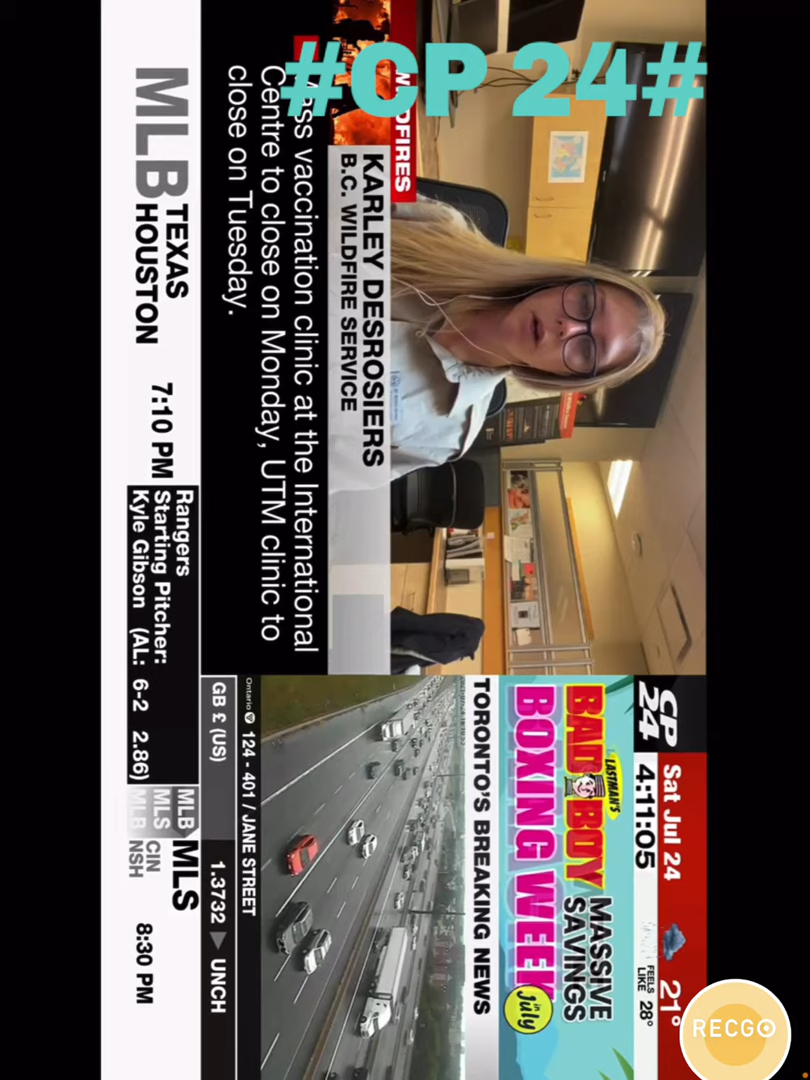 #CP 24#
N
DFIRES
KARLEY DESROSIERS
B.C. WILDFIRE SERVICE
ss vaccination clinic at the International
Centre to close on Monday, UTM clinic to
close on Tuesday.
CP
24
Sat Jul 24
4:11:05
21°
FEELS
LIKE 28°
LASTMAN'S
BAD BOY
MASSIVE
SAVINGS
BOXING WEEK
in
July
TORONTO'S BREAKING NEWS
Ontario 124 - 401 / JANE STREET
GB £ (US) 1.3732 UNCH
MLB
TEXAS
HOUSTON
7:10 PM
Rangers
Starting Pitcher:
Kyle Gibson (AL: 6-2 2.86)
MLB
MLS
MLB
MLS
CIN
NSH
8:30 PM
RECGO